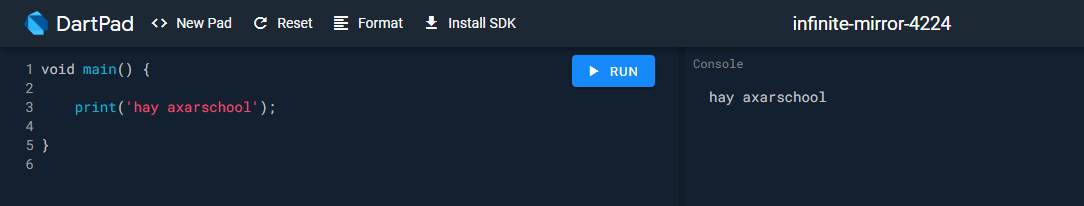 DartPad <> New Pad Reset Format Install SDK infinite-mirror-4224
1 void main() {
2
3 print('hay axarschool');
4
5 }
6
RUN
Console
hay axarschool